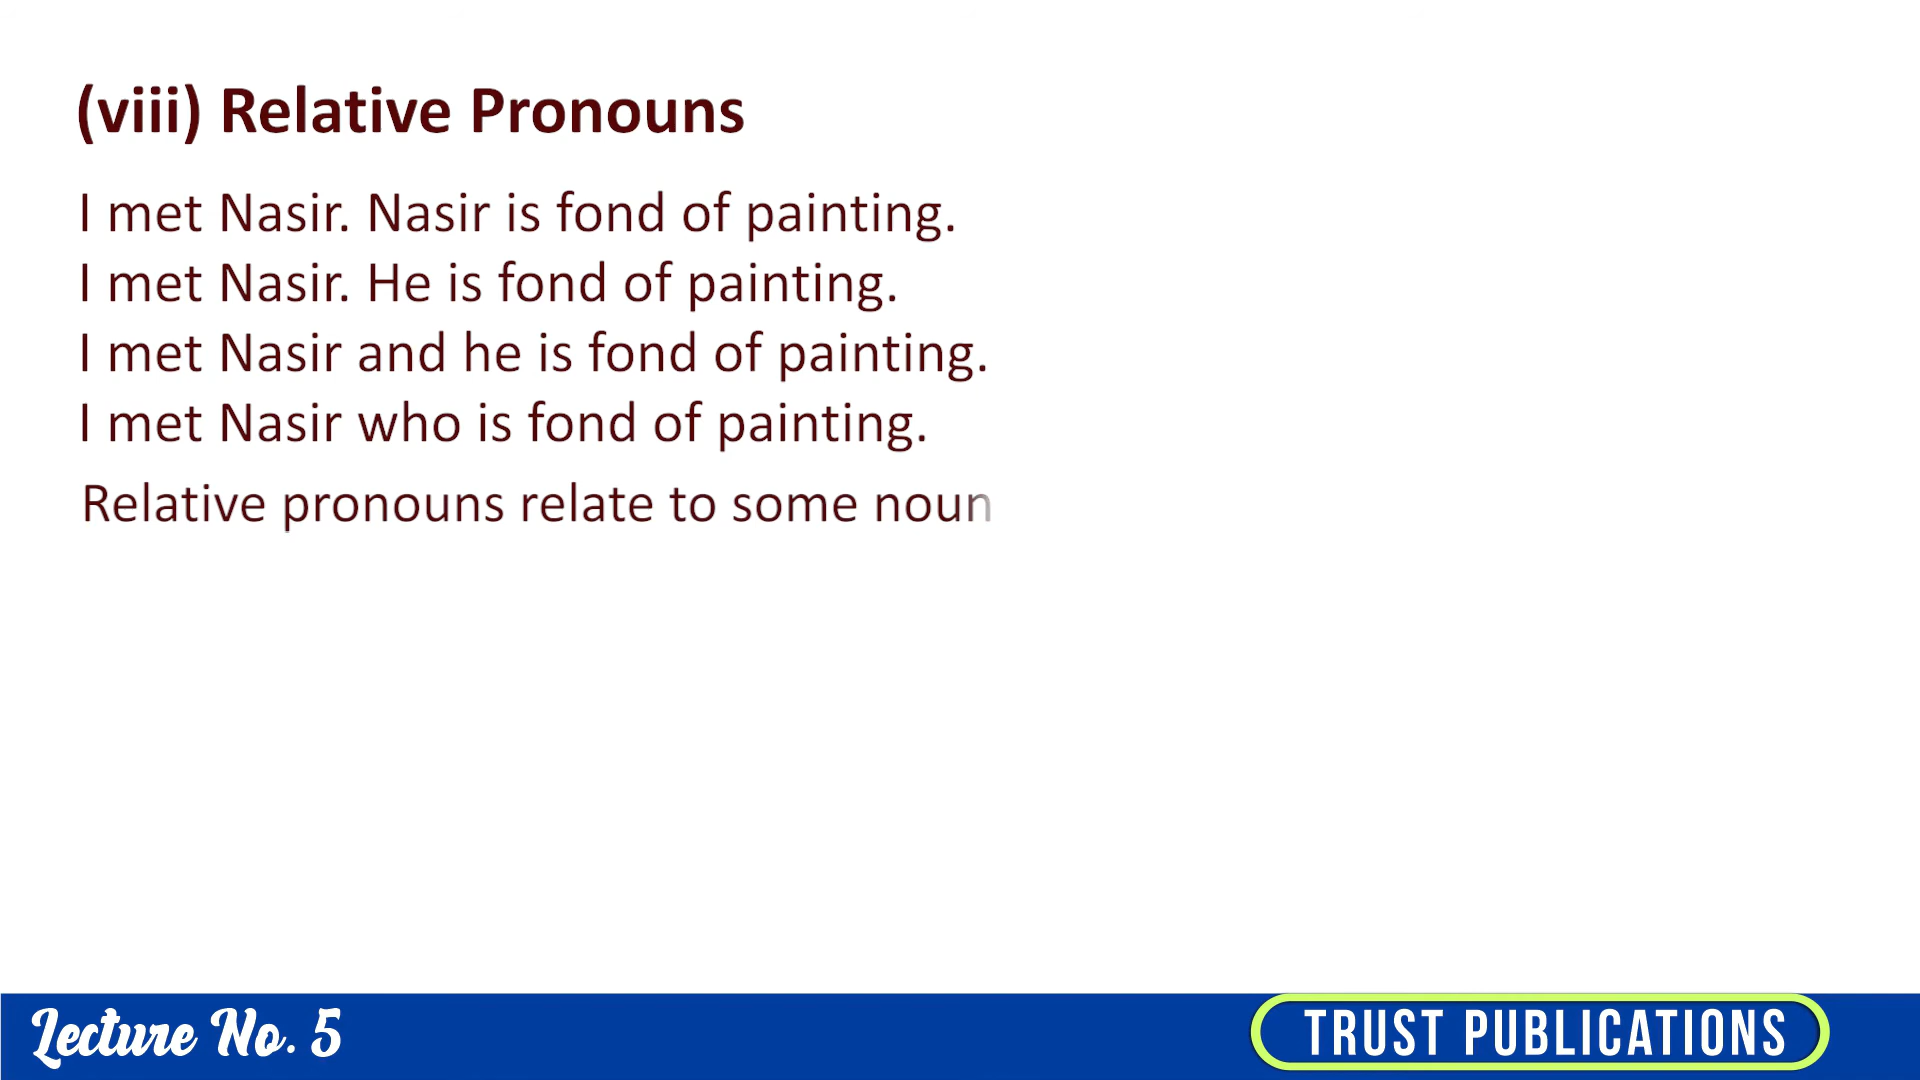 (viii) Relative Pronouns
I met Nasir. Nasir is fond of painting.
I met Nasir. He is fond of painting.
I met Nasir and he is fond of painting.
I met Nasir who is fond of painting.
Relative pronouns relate to some noun
Lecture No. 5
TRUST PUBLICATIONS